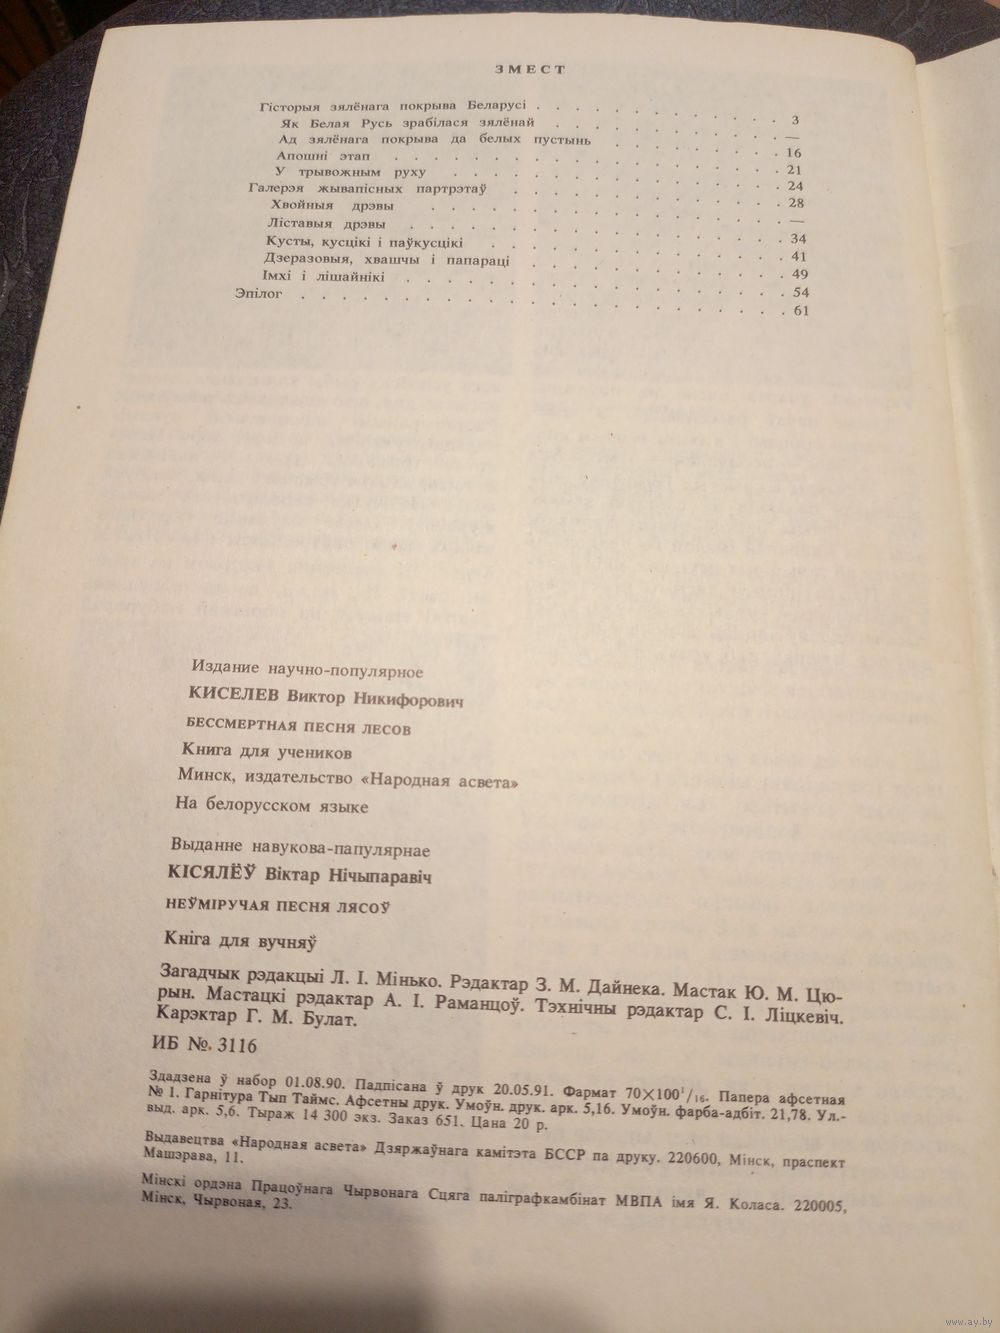 ЗМЕСТ
Гісторыя зялёнага покрыва Беларусі . . . . . . . . . . . . . 3
Як Белая Русь зрабілася зялёнай . . . . . . . . . . . . —
Ад зялёнага покрыва да белых пустынь . . . . . . . . . . 16
Апошні этап . . . . . . . . . . . . . . . . . . 21
У трывожным руху . . . . . . . . . . . . . . . . 24
Галерэя жывапісных партрэтаў . . . . . . . . . . . . . . 28
Хвойныя дрэвы . . . . . . . . . . . . . . . . . —
Ліставыя дрэвы . . . . . . . . . . . . . . . . . 34
Кусты, кусцікі і паўкусцікі . . . . . . . . . . . . . . 41
Дзеразовыя, хвашчы і папараці . . . . . . . . . . . . . 49
Імхі і лішайнікі . . . . . . . . . . . . . . . . . 54
Эпілог . . . . . . . . . . . . . . . . . . . . . . 61
Издание научно-популярное
КИСЕЛЕВ Виктор Никифорович
БЕССМЕРТНАЯ ПЕСНЯ ЛЕСОВ
Книга для учеников
Минск, издательство «Народная асвета»
На белорусском языке
Выданне навукова-папулярнае
КІСЯЛЁЎ Віктар Нічыпаравіч
НЕЎМІРУЧАЯ ПЕСНЯ ЛЯСОЎ
Кніга для вучняў
Загадчык рэдакцыі Л. І. Мінько. Рэдактар З. М. Дайнека. Мастак Ю. М. Цю-
рын. Мастацкі рэдактар А. І. Раманцоў. Тэхнічны рэдактар С. І. Ліцкевіч.
Карэктар Г. М. Булат.
ИБ № 3116
Здадзена ў набор 01.08.90. Падпісана ў друк 20.05.91. Фармат 70×100¹/₁₆. Папера афсетная
№ 1. Гарнітура Тып Таймс. Афсетны друк. Умоўн. друк. арк. 5,16. Умоўн. фарба-адбіт. 21,78. Ул.-
выд. арк. 5,6. Тыраж 14 300 экз. Заказ 651. Цана 20 р.
Выдавецтва «Народная асвета» Дзяржаўнага камітэта БССР па друку. 220600, Мінск, праспект
Машэрава, 11.
Мінскі ордэна Працоўнага Чырвонага Сцяга паліграфкамбінат МВПА імя Я. Коласа. 220005,
Мінск, Чырвоная, 23.
www.ay.by